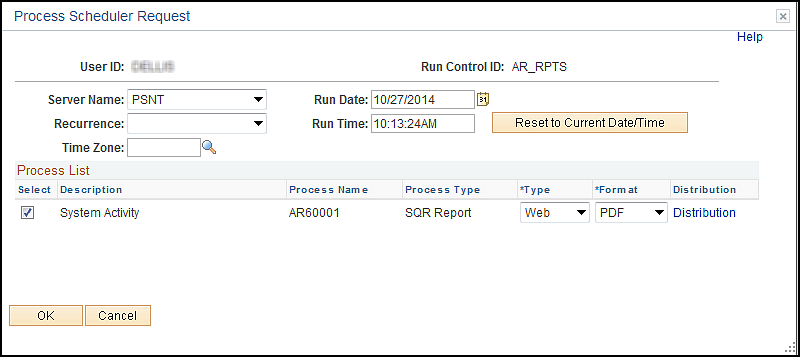 Process Scheduler Request
Help
User ID: Run Control ID: AR_RPTS
Server Name: PSNT Run Date: 10/27/2014 31
Recurrence: Run Time: 10:13:24AM Reset to Current Date/Time
Time Zone:
Process List
Select Description Process Name Process Type *Type *Format Distribution
System Activity AR60001 SQR Report Web PDF Distribution
OK Cancel